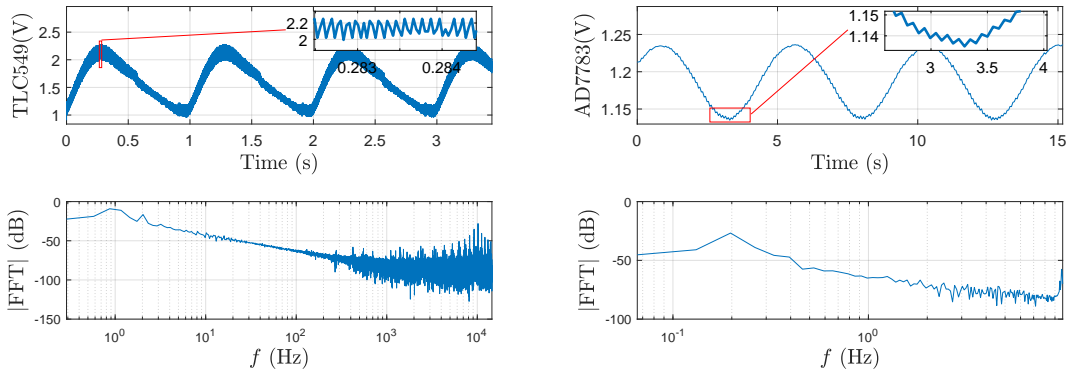 TLC549(V)
2.5
2
1.5
1
2.2
2
0.283
0.284
0 0.5 1 1.5 2 2.5 3
Time (s)
AD7783(V)
1.25
1.2
1.15
1.15
1.14
3 3.5 4
0 5 10 15
Time (s)
|FFT| (dB)
0
-50
-100
-150
10^0 10^1 10^2 10^3 10^4
f (Hz)
|FFT| (dB)
0
-50
-100
10^-1 10^0
f (Hz)